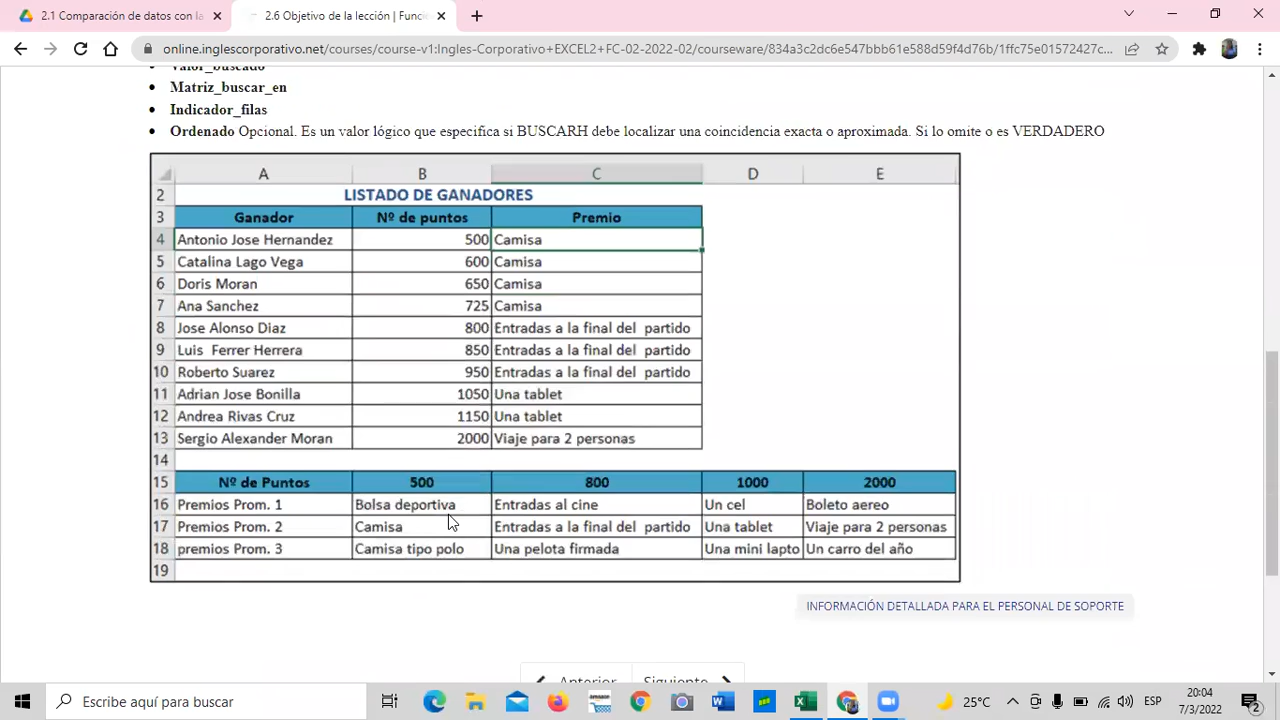 2.1 Comparación de datos con la
2.6 Objetivo de la lección | Funci
online.inglescorporativo.net/courses/course-v1:Ingles-Corporativo+EXCEL2+FC-02-2022-02/courseware/834a3c2dc6e547bbb61e588d59f4d76b/1ffc75e01572427c...
Valor_buscado
Matriz_buscar_en
Indicador_filas
Ordenado Opcional. Es un valor lógico que especifica si BUSCARH debe localizar una coincidencia exacta o aproximada. Si lo omite o es VERDADERO
A B C D E
2 LISTADO DE GANADORES
3 Ganador Nº de puntos Premio
4 Antonio Jose Hernandez 500 Camisa
5 Catalina Lago Vega 600 Camisa
6 Doris Moran 650 Camisa
7 Ana Sanchez 725 Camisa
8 Jose Alonso Diaz 800 Entradas a la final del partido
9 Luis Ferrer Herrera 850 Entradas a la final del partido
10 Roberto Suarez 950 Entradas a la final del partido
11 Adrian Jose Bonilla 1050 Una tablet
12 Andrea Rivas Cruz 1150 Una tablet
13 Sergio Alexander Moran 2000 Viaje para 2 personas
14
15 Nº de Puntos 500 800 1000 2000
16 Premios Prom. 1 Bolsa deportiva Entradas al cine Un cel Boleto aereo
17 Premios Prom. 2 Camisa Entradas a la final del partido Una tablet Viaje para 2 personas
18 premios Prom. 3 Camisa tipo polo Una pelota firmada Una mini lapto Un carro del año
19
INFORMACIÓN DETALLADA PARA EL PERSONAL DE SOPORTE
Anterior Siguiente
Escribe aquí para buscar
25°C
ESP
20:04
7/3/2022
2